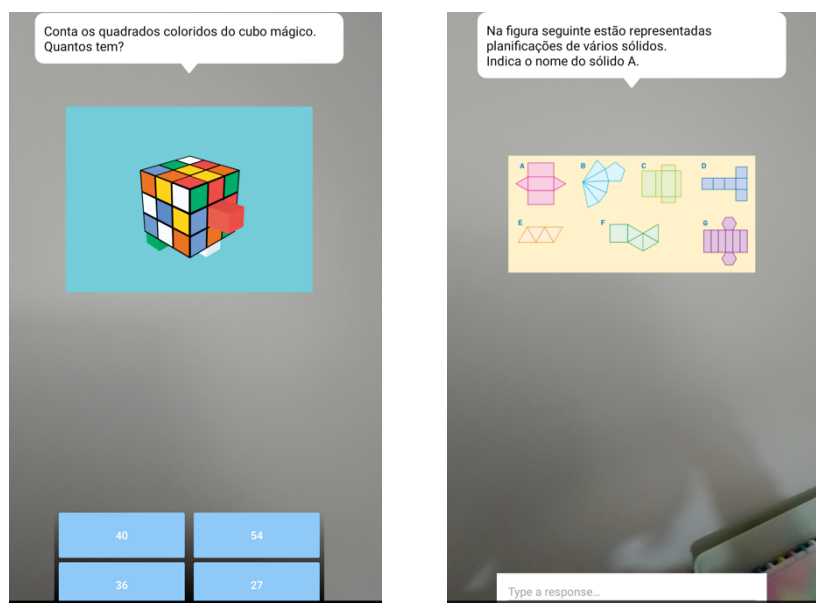 Conta os quadrados coloridos do cubo mágico.
Quantos tem?
40
54
36
27
Na figura seguinte estão representadas
planificações de vários sólidos.
Indica o nome do sólido A.
A
B
C
D
E
F
G
Type a response...